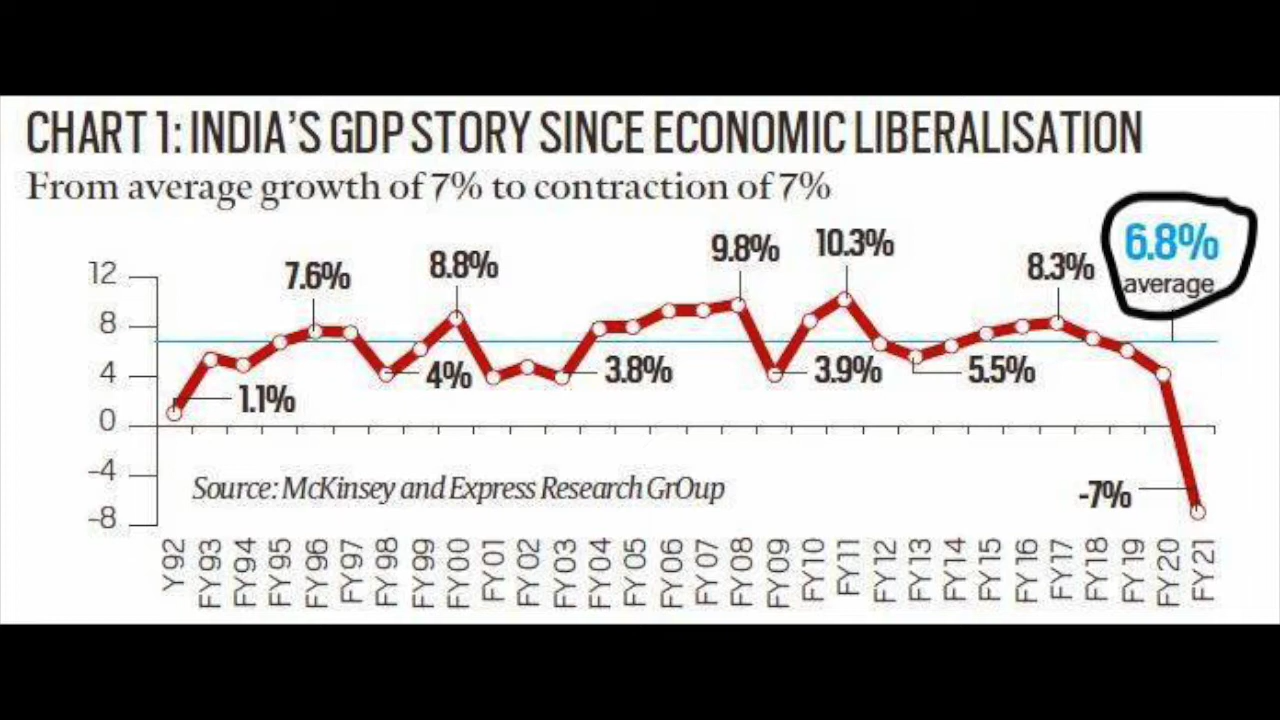 CHART 1: INDIA'S GDP STORY SINCE ECONOMIC LIBERALISATION
From average growth of 7% to contraction of 7%
6.8%
average
12
8
4
0
-4
-8
1.1%
7.6%
4%
8.8%
3.8%
9.8%
3.9%
10.3%
5.5%
8.3%
-7%
Source: McKinsey and Express Research GrOup
Y92
FY93
FY94
FY95
FY96
FY97
FY98
FY99
FY00
FY01
FY02
FY03
FY04
FY05
FY06
FY07
FY08
FY09
FY10
FY11
FY12
FY13
FY14
FY15
FY16
FY17
FY18
FY19
FY20
FY21